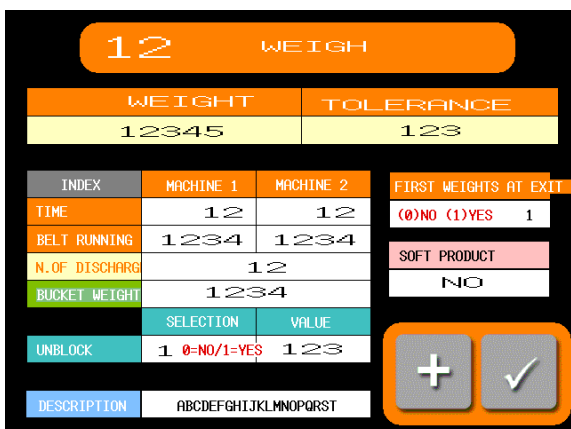 12 WEIGH
WEIGHT TOLERANCE
12345 123
INDEX MACHINE 1 MACHINE 2
TIME 12 12
BELT RUNNING 1234 1234
N.OF DISCHARG 12
BUCKET WEIGHT 1234
SELECTION VALUE
UNBLOCK 1 0=NO/1=YES 123
DESCRIPTION ABCDEFGHIJKLMNOPQRST
FIRST WEIGHTS AT EXIT
(0)NO (1)YES 1
SOFT PRODUCT
NO